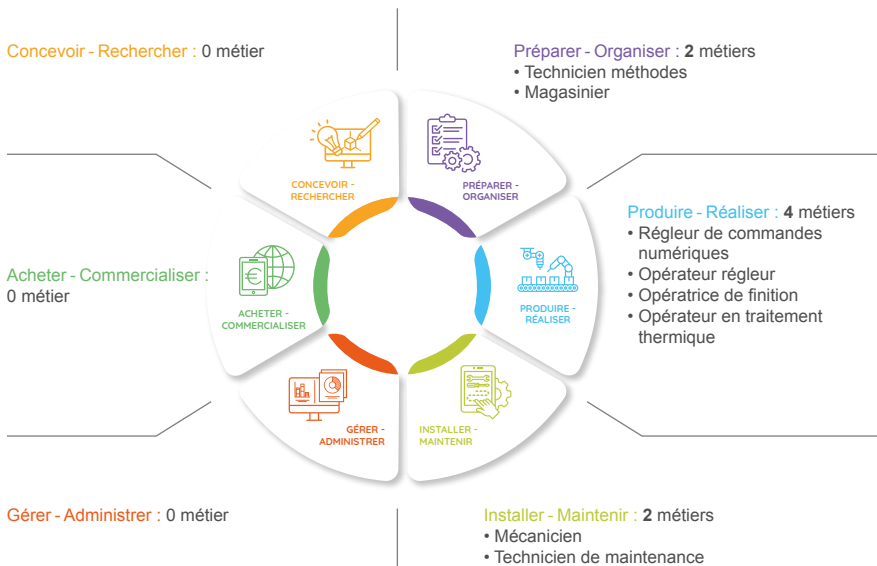 Concevoir - Rechercher : 0 métier
Préparer - Organiser : 2 métiers
• Technicien méthodes
• Magasinier
CONCEVOIR -
RECHERCHER
PRÉPARER -
ORGANISER
Acheter - Commercialiser :
0 métier
€
ACHETER -
COMMERCIALISER
PRODUIRE -
RÉALISER
Produire - Réaliser : 4 métiers
• Régleur de commandes
numériques
• Opérateur régleur
• Opératrice de finition
• Opérateur en traitement
thermique
GÉRER -
ADMINISTRER
INSTALLER -
MAINTENIR
Gérer - Administrer : 0 métier
Installer - Maintenir : 2 métiers
• Mécanicien
• Technicien de maintenance